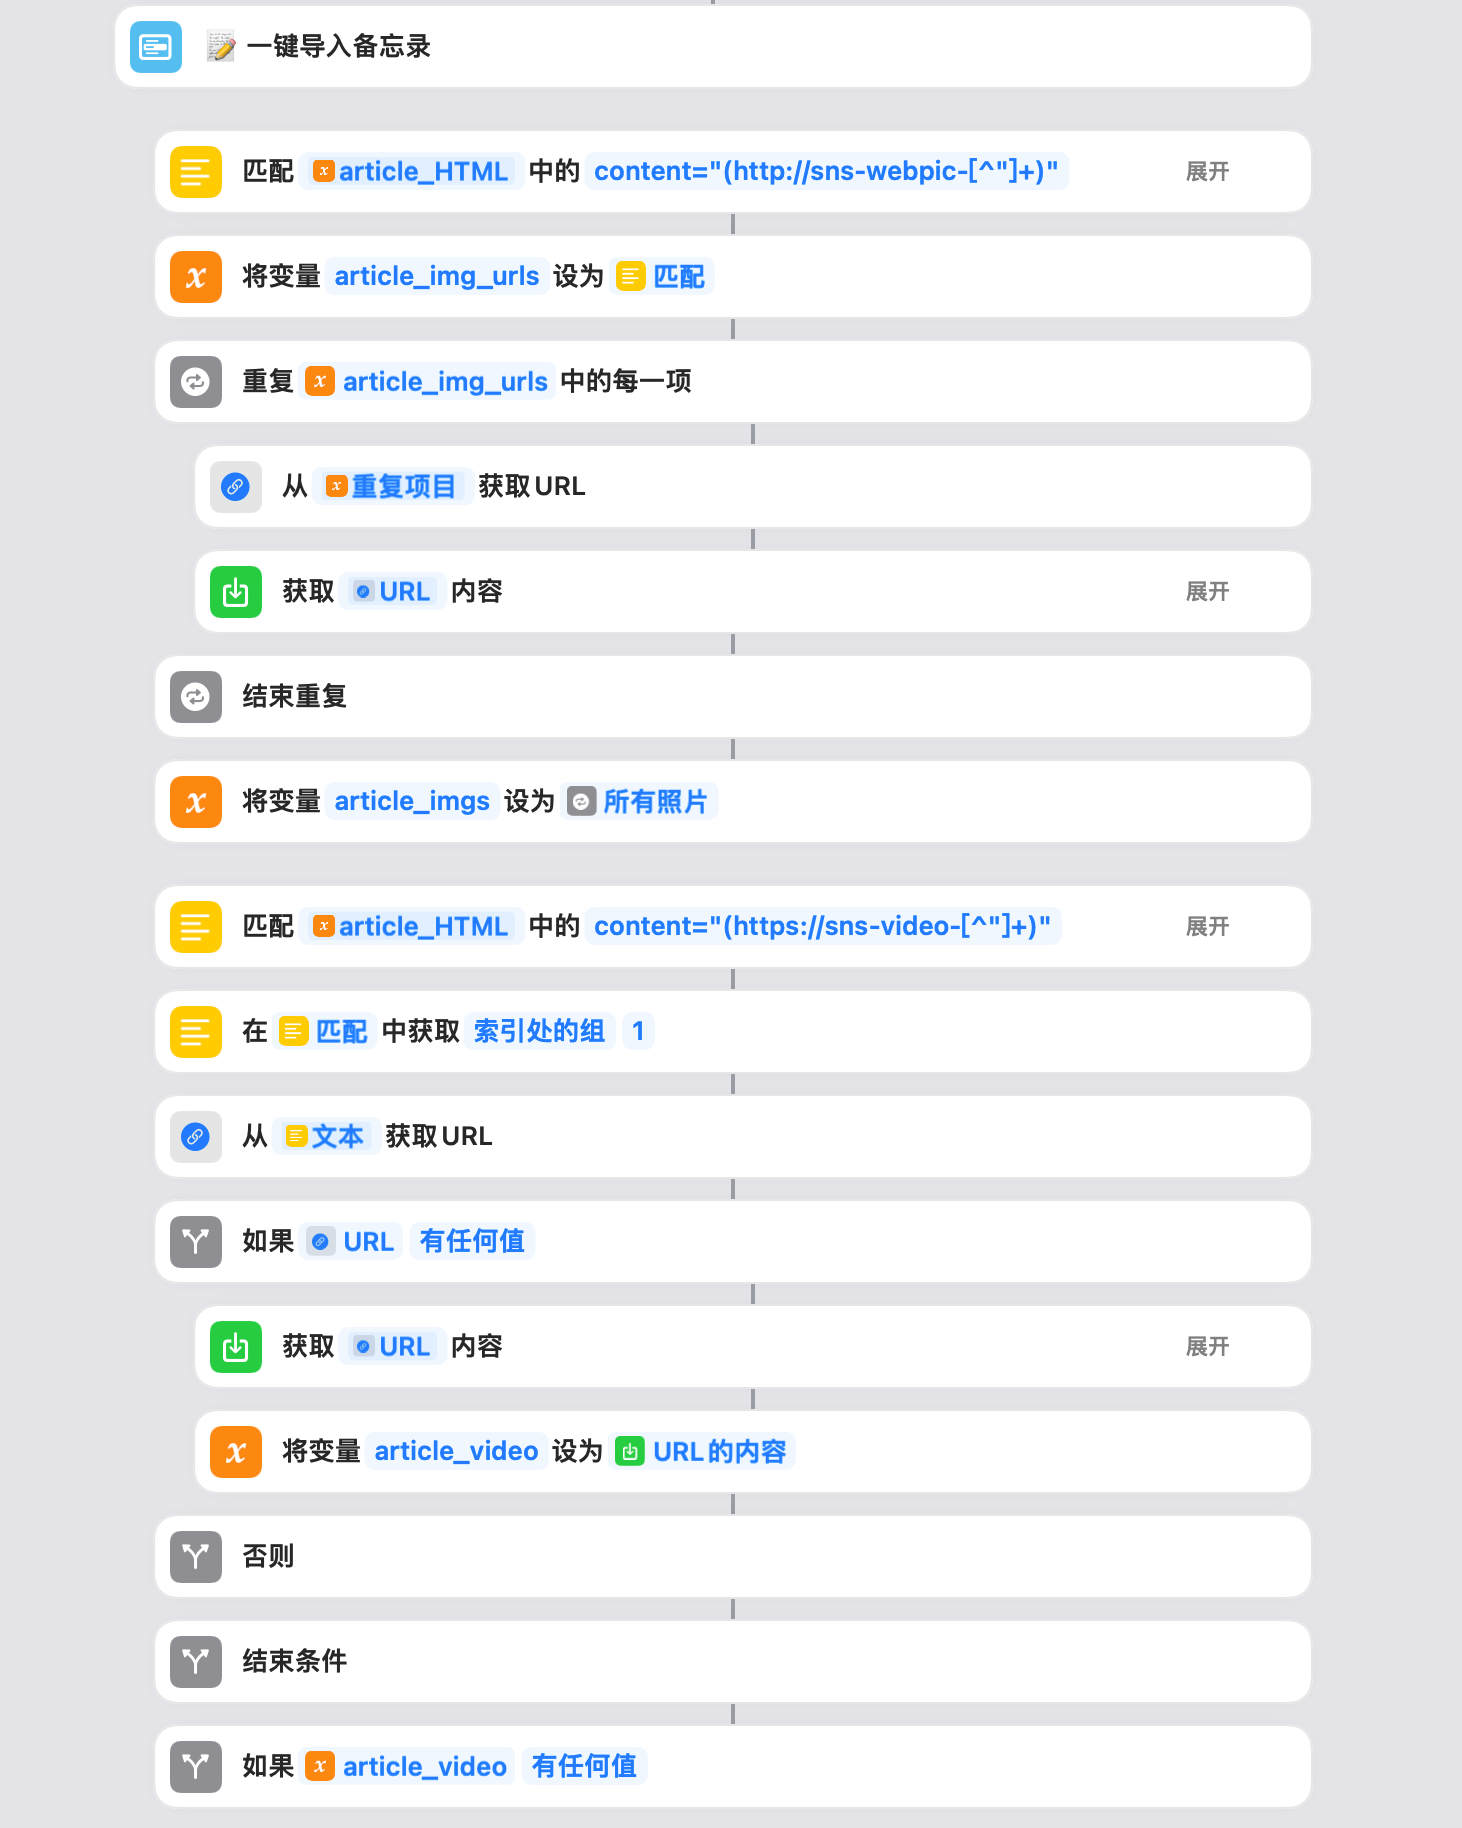 📝 一键导入备忘录
匹配 article_HTML 中的 content="(http://sns-webpic-[^"]+)" 展开
将变量 article_img_urls 设为 匹配
重复 article_img_urls 中的每一项
从 重复项目 获取URL
获取 URL 内容 展开
结束重复
将变量 article_imgs 设为 所有照片
匹配 article_HTML 中的 content="(https://sns-video-[^"]+)" 展开
在 匹配 中获取 索引处的组 1
从 文本 获取URL
如果 URL 有任何值
获取 URL 内容 展开
将变量 article_video 设为 URL的内容
否则
结束条件
如果 article_video 有任何值